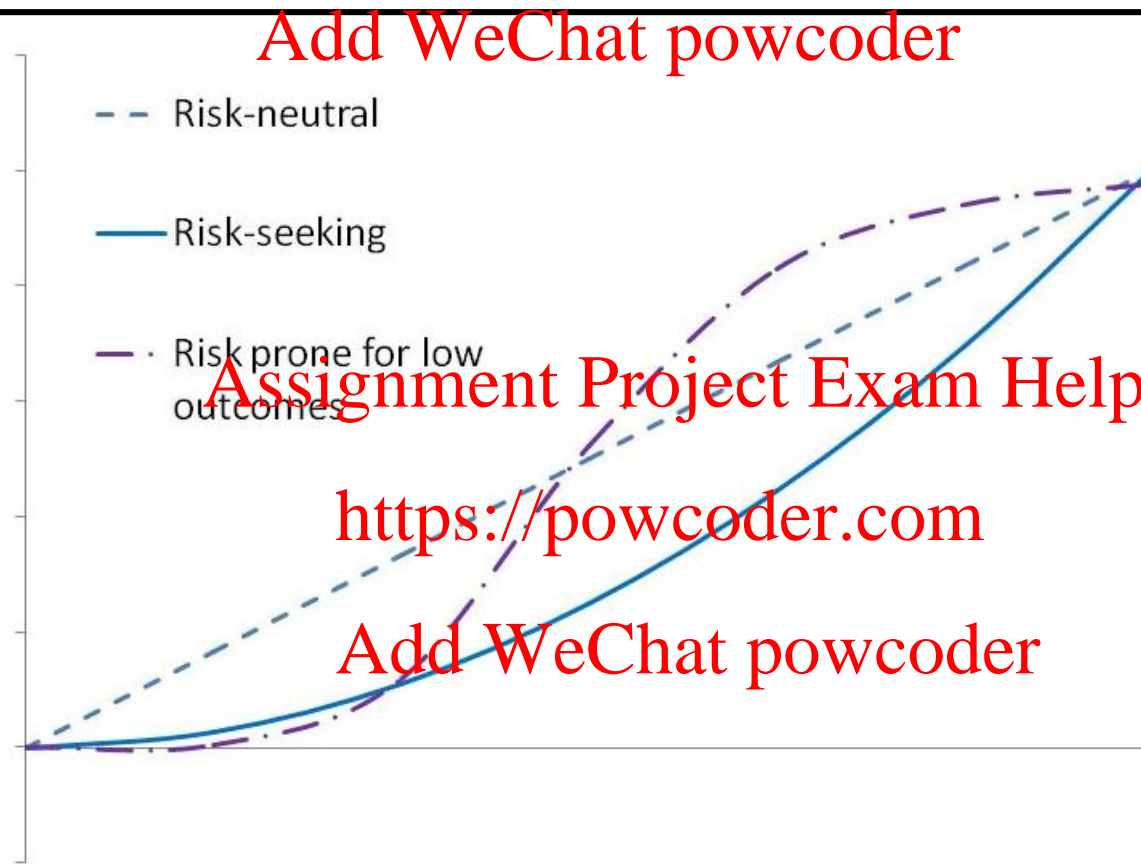 Add WeChat powcoder
Risk-neutral
Risk-seeking
Risk prone for low
outcomes
Assignment Project Exam Help
https://powcoder.com
Add WeChat powcoder